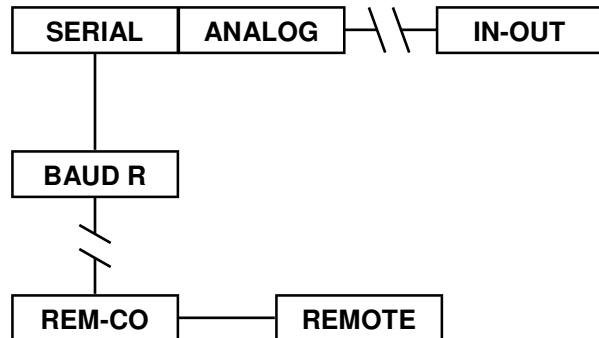 SERIAL ANALOG IN-OUT
BAUD R
REM-CO REMOTE